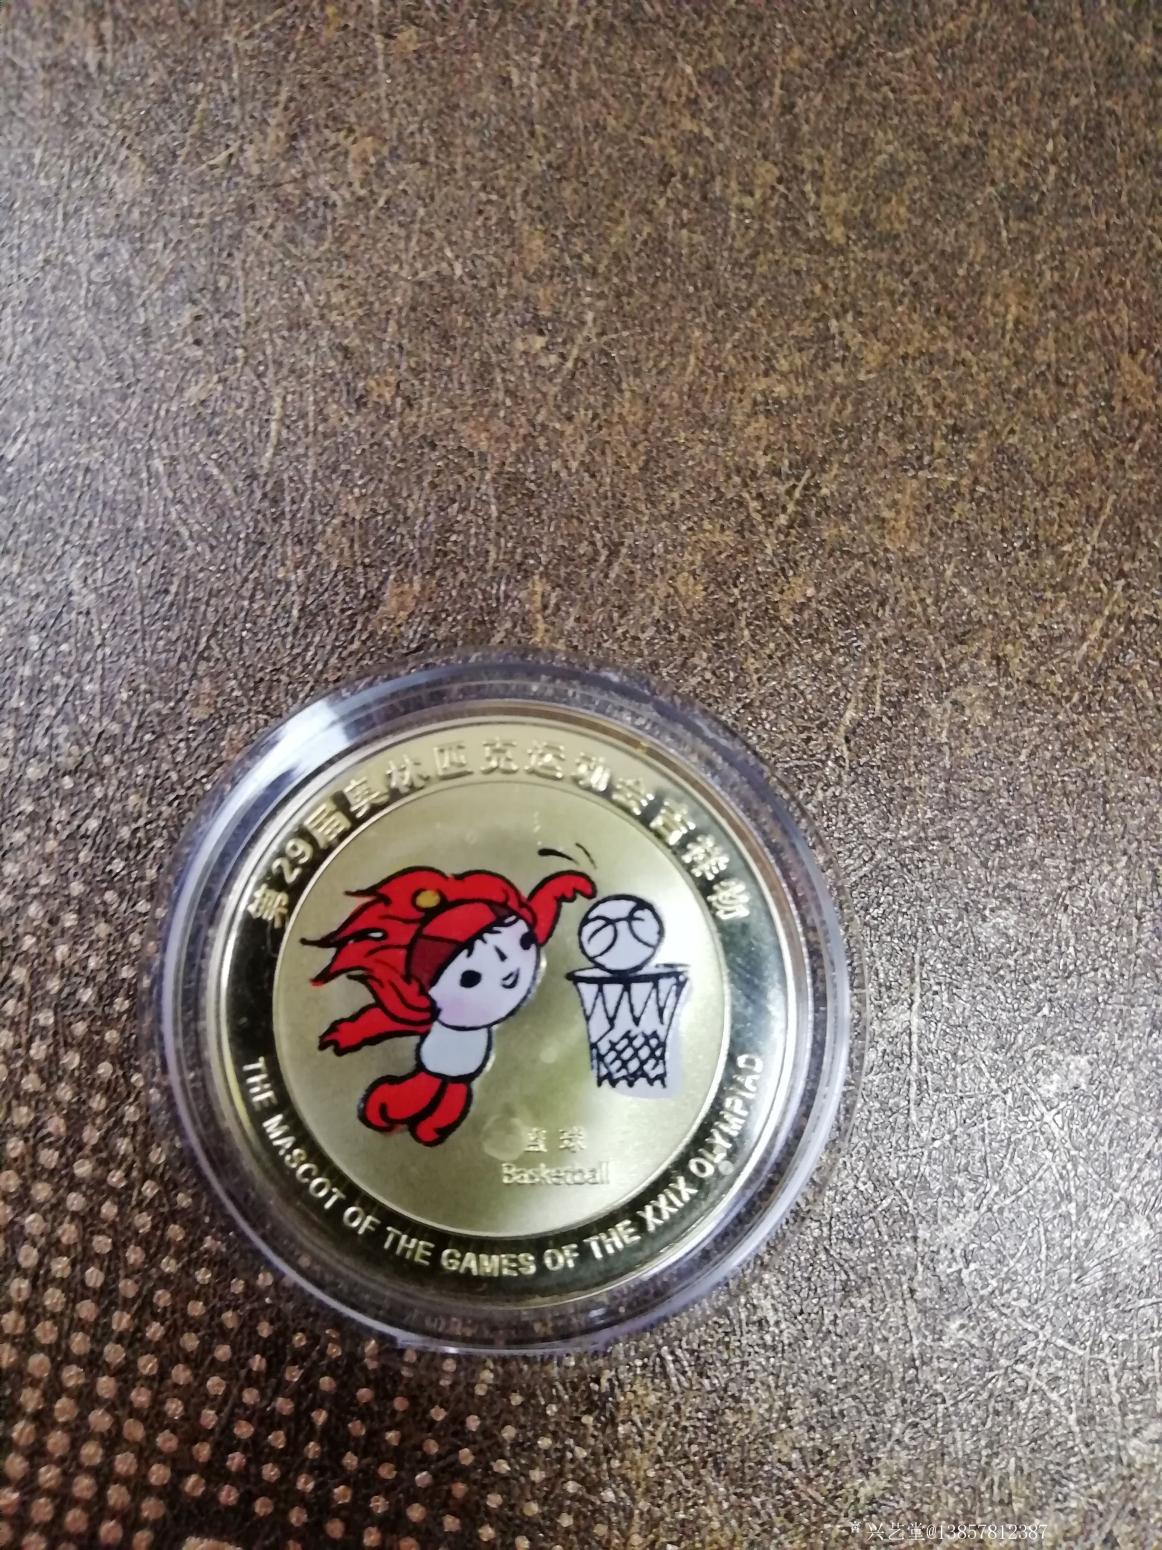 第29届奥林匹克运动会吉祥物
篮球
Basketball
THE MASCOT OF THE GAMES OF THE XXIX OLYMPIAD
兴艺堂@13857812387